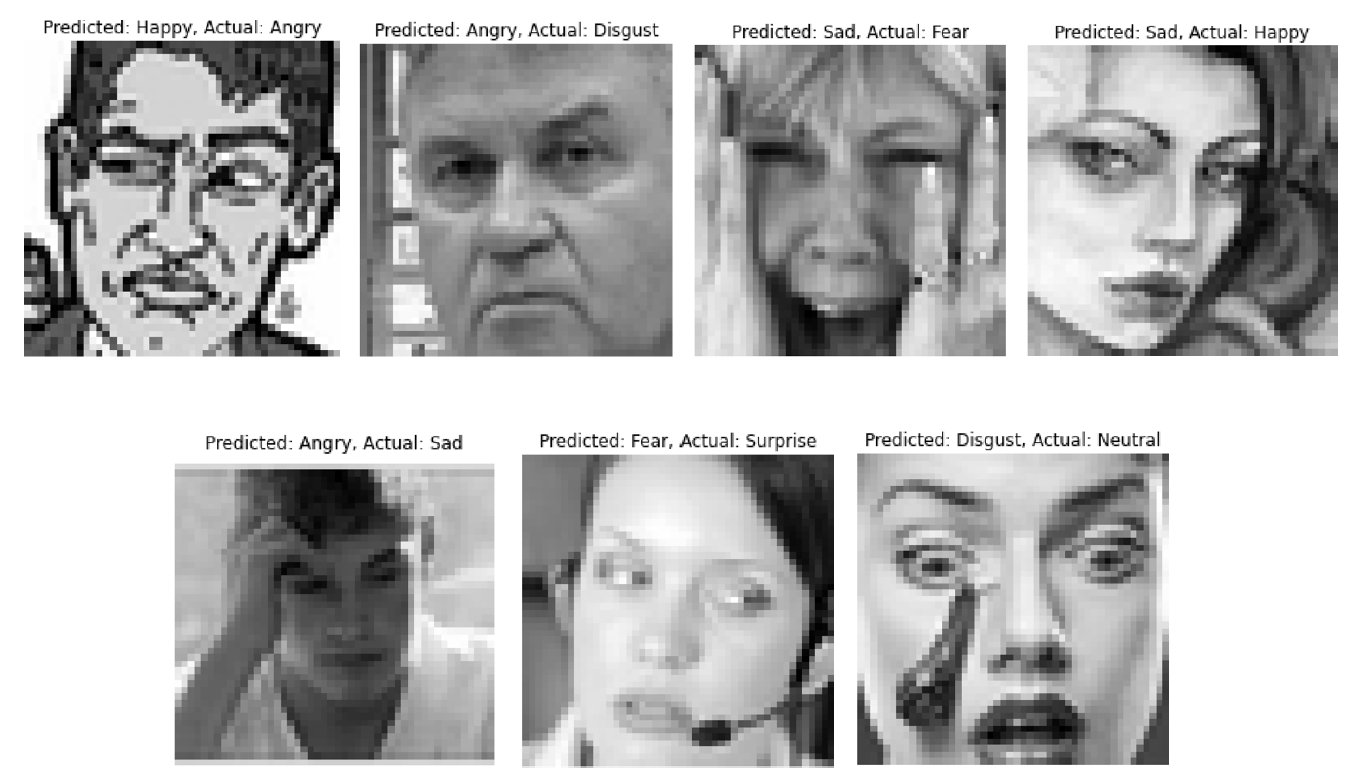 Predicted: Happy, Actual: Angry
Predicted: Angry, Actual: Disgust
Predicted: Sad, Actual: Fear
Predicted: Sad, Actual: Happy
Predicted: Angry, Actual: Sad
Predicted: Fear, Actual: Surprise
Predicted: Disgust, Actual: Neutral